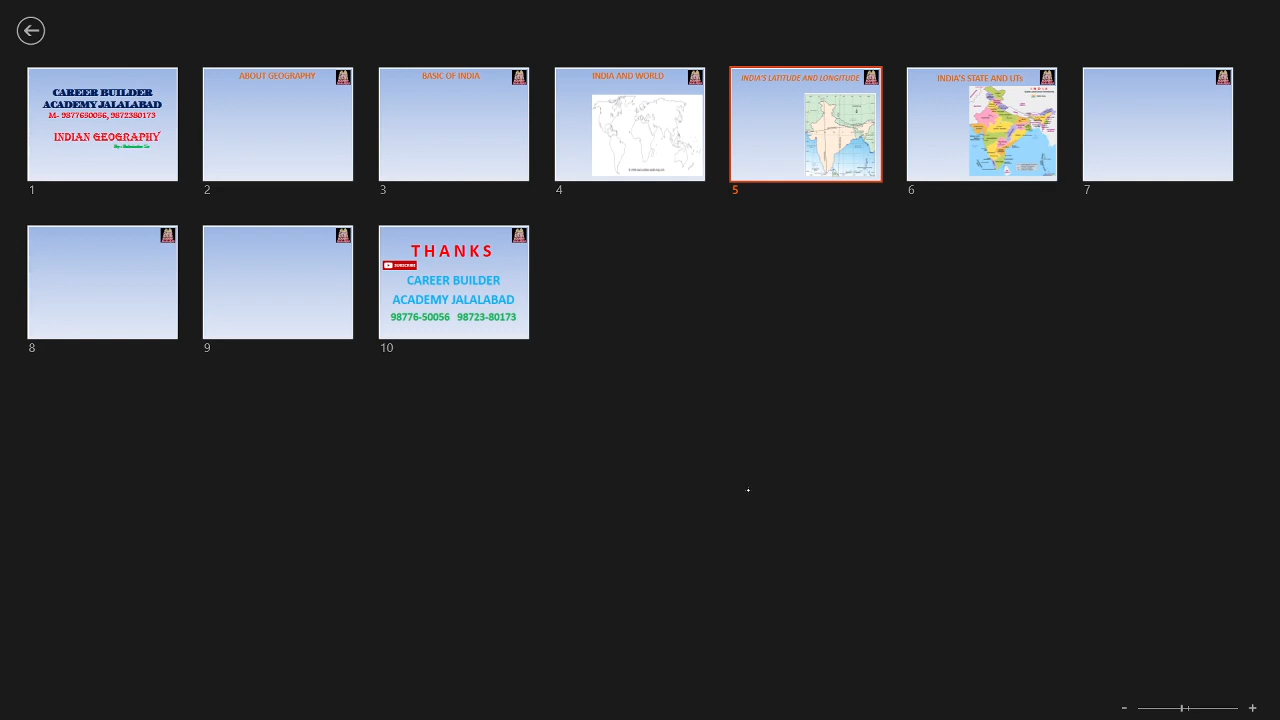 CAREER BUILDER
ACADEMY JALALABAD
M- 9877650056, 9872380173
INDIAN GEOGRAPHY
1
ABOUT GEOGRAPHY
2
BASIC OF INDIA
3
INDIA AND WORLD
4
INDIA'S LATITUDE AND LONGITUDE
5
INDIA'S STATE AND UTs
INDIA
6
7
8
9
THANKS
SUBSCRIBE
CAREER BUILDER
ACADEMY JALALABAD
98776-50056 98723-80173
10